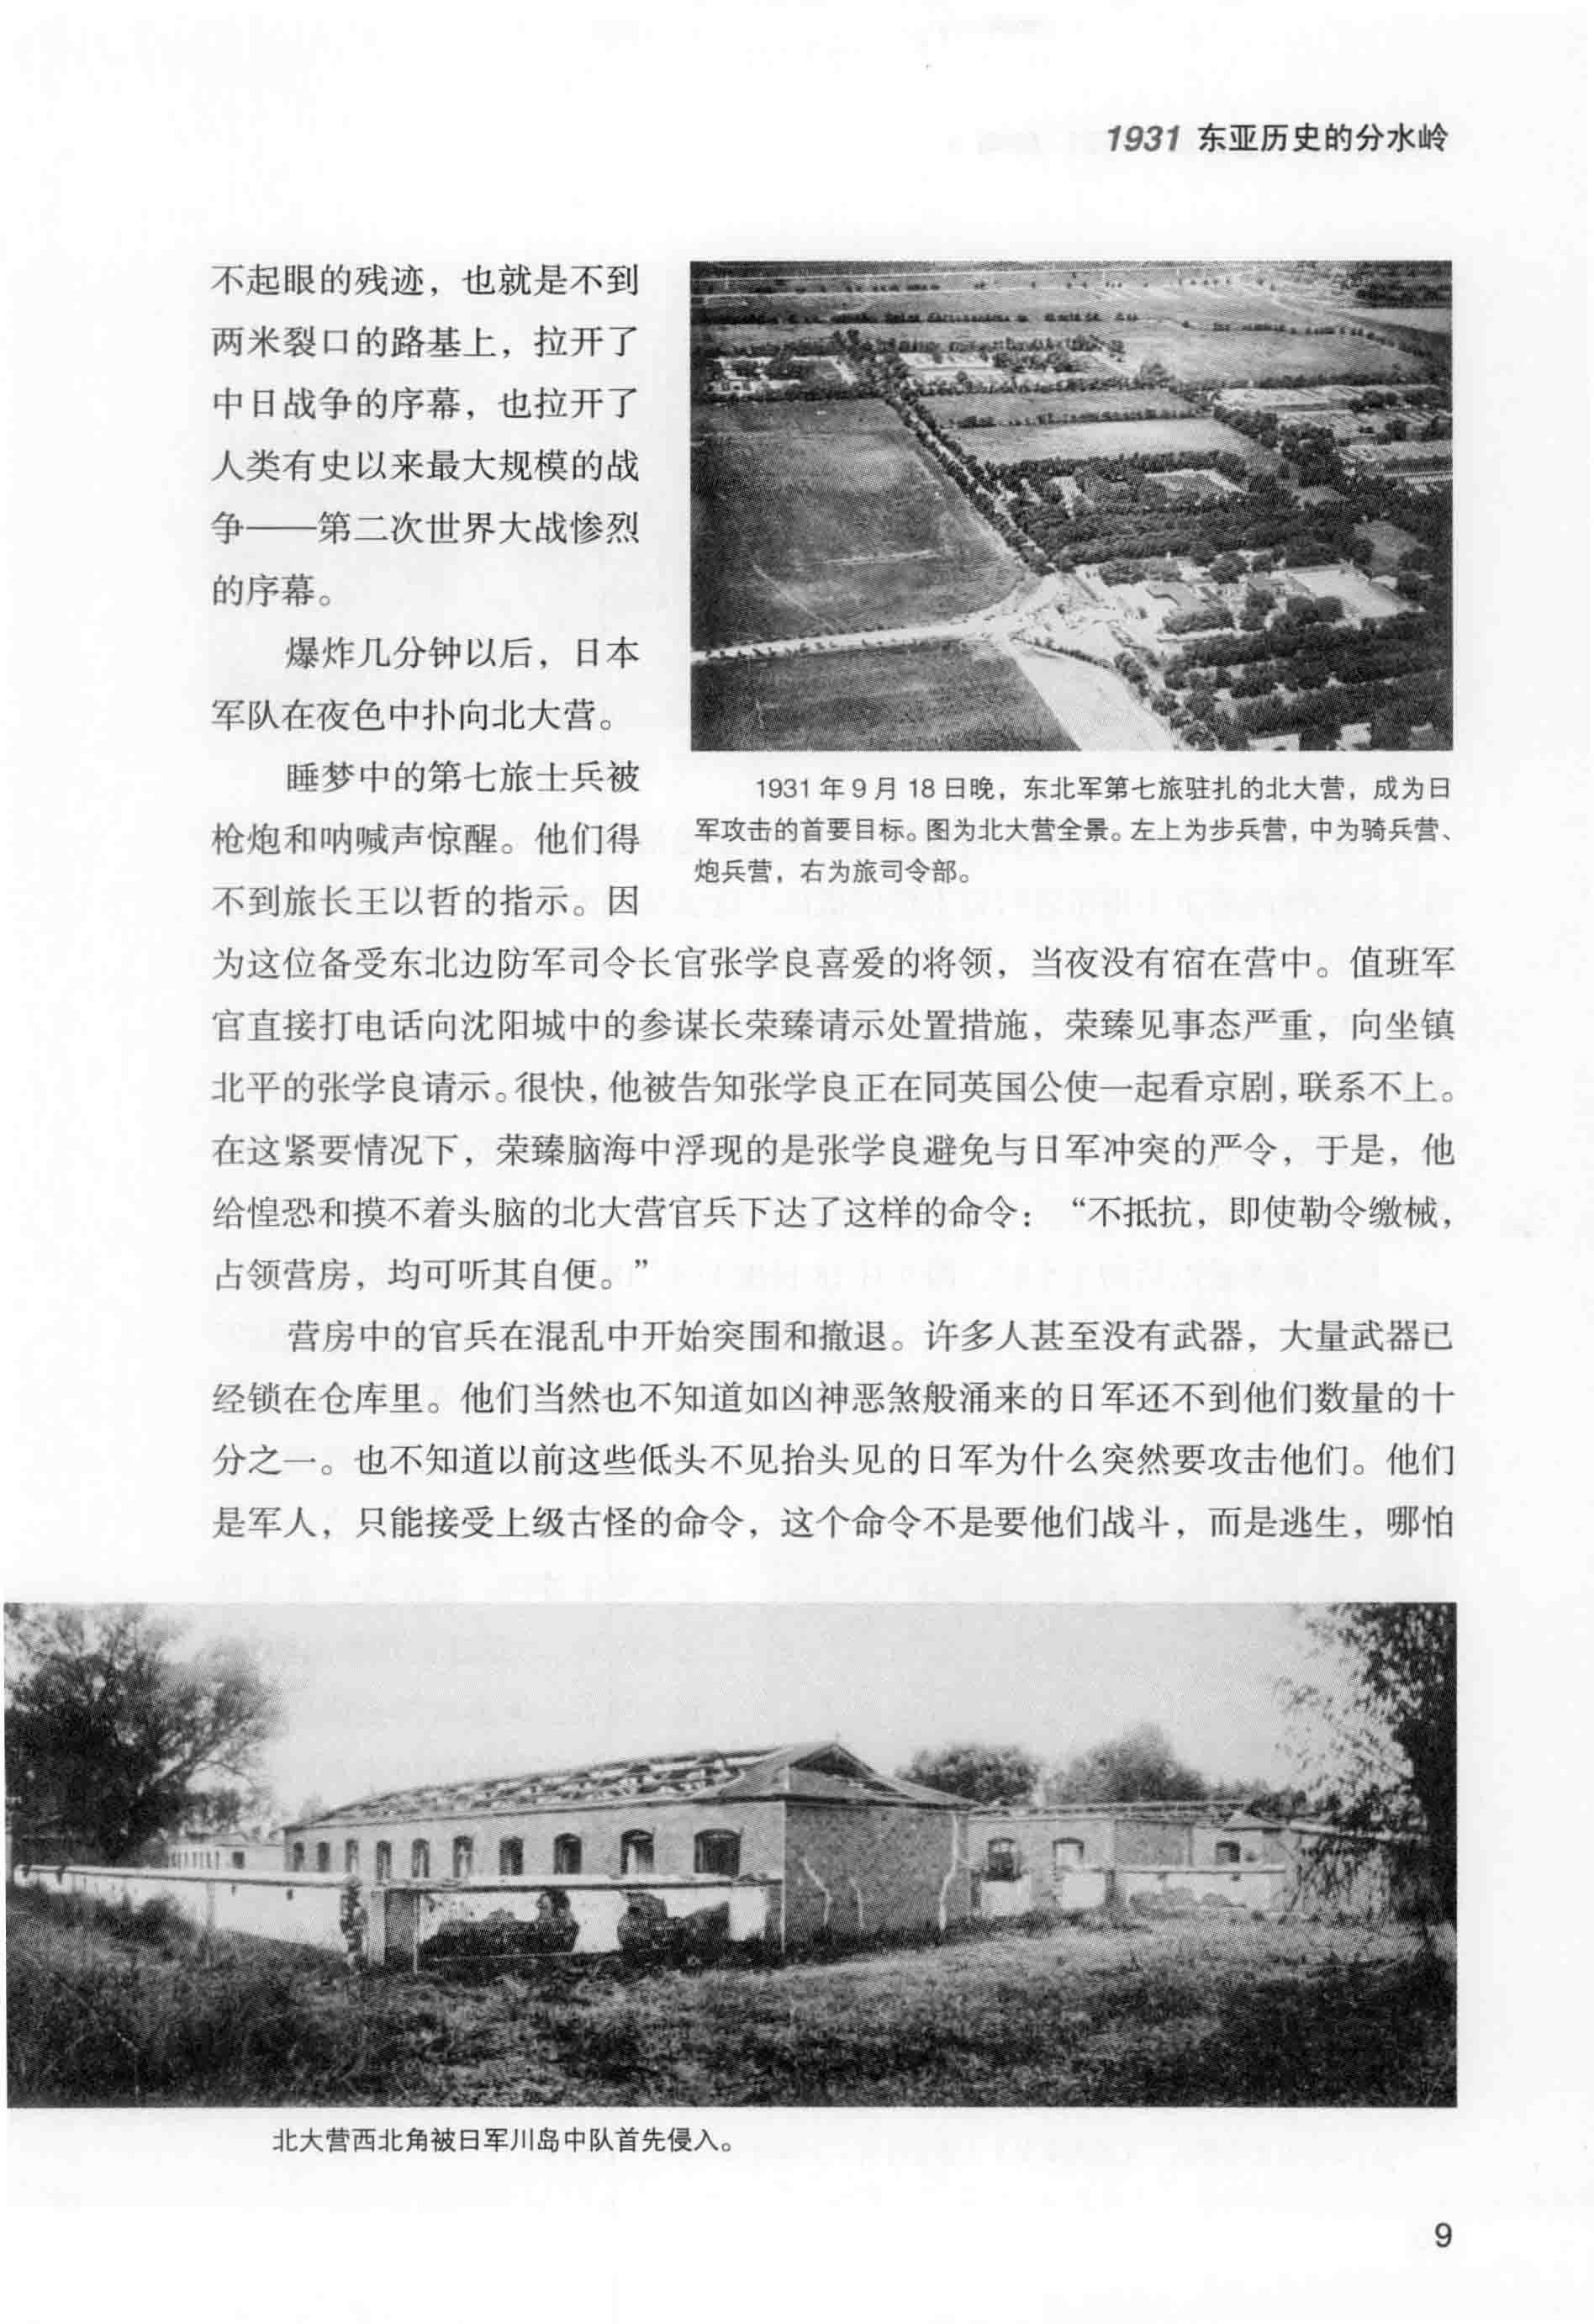 1931 东亚历史的分水岭
不起眼的残迹，也就是不到
两米裂口的路基上，拉开了
中日战争的序幕，也拉开了
人类有史以来最大规模的战
争——第二次世界大战惨烈
的序幕。
爆炸几分钟以后，日本
军队在夜色中扑向北大营。
睡梦中的第七旅士兵被
枪炮和呐喊声惊醒。他们得
不到旅长王以哲的指示。因
1931 年 9 月 18 日晚，东北军第七旅驻扎的北大营，成为日
军攻击的首要目标。图为北大营全景。左上为步兵营，中为骑兵营、
炮兵营，右为旅司令部。
为这位备受东北边防军司令长官张学良喜爱的将领，当夜没有宿在营中。值班军
官直接打电话向沈阳城中的参谋长荣臻请示处置措施，荣臻见事态严重，向坐镇
北平的张学良请示。很快，他被告知张学良正在同英国公使一起看京剧，联系不上。
在这紧要情况下，荣臻脑海中浮现的是张学良避免与日军冲突的严令，于是，他
给惶恐和摸不着头脑的北大营官兵下达了这样的命令：“不抵抗，即使勒令缴械，
占领营房，均可听其自便。”
营房中的官兵在混乱中开始突围和撤退。许多人甚至没有武器，大量武器已
经锁在仓库里。他们当然也不知道如凶神恶煞般涌来的日军还不到他们数量的十
分之一。也不知道以前这些低头不见抬头见的日军为什么突然要攻击他们。他们
是军人，只能接受上级古怪的命令，这个命令不是要他们战斗，而是逃生，哪怕
北大营西北角被日军川岛中队首先侵入。
9